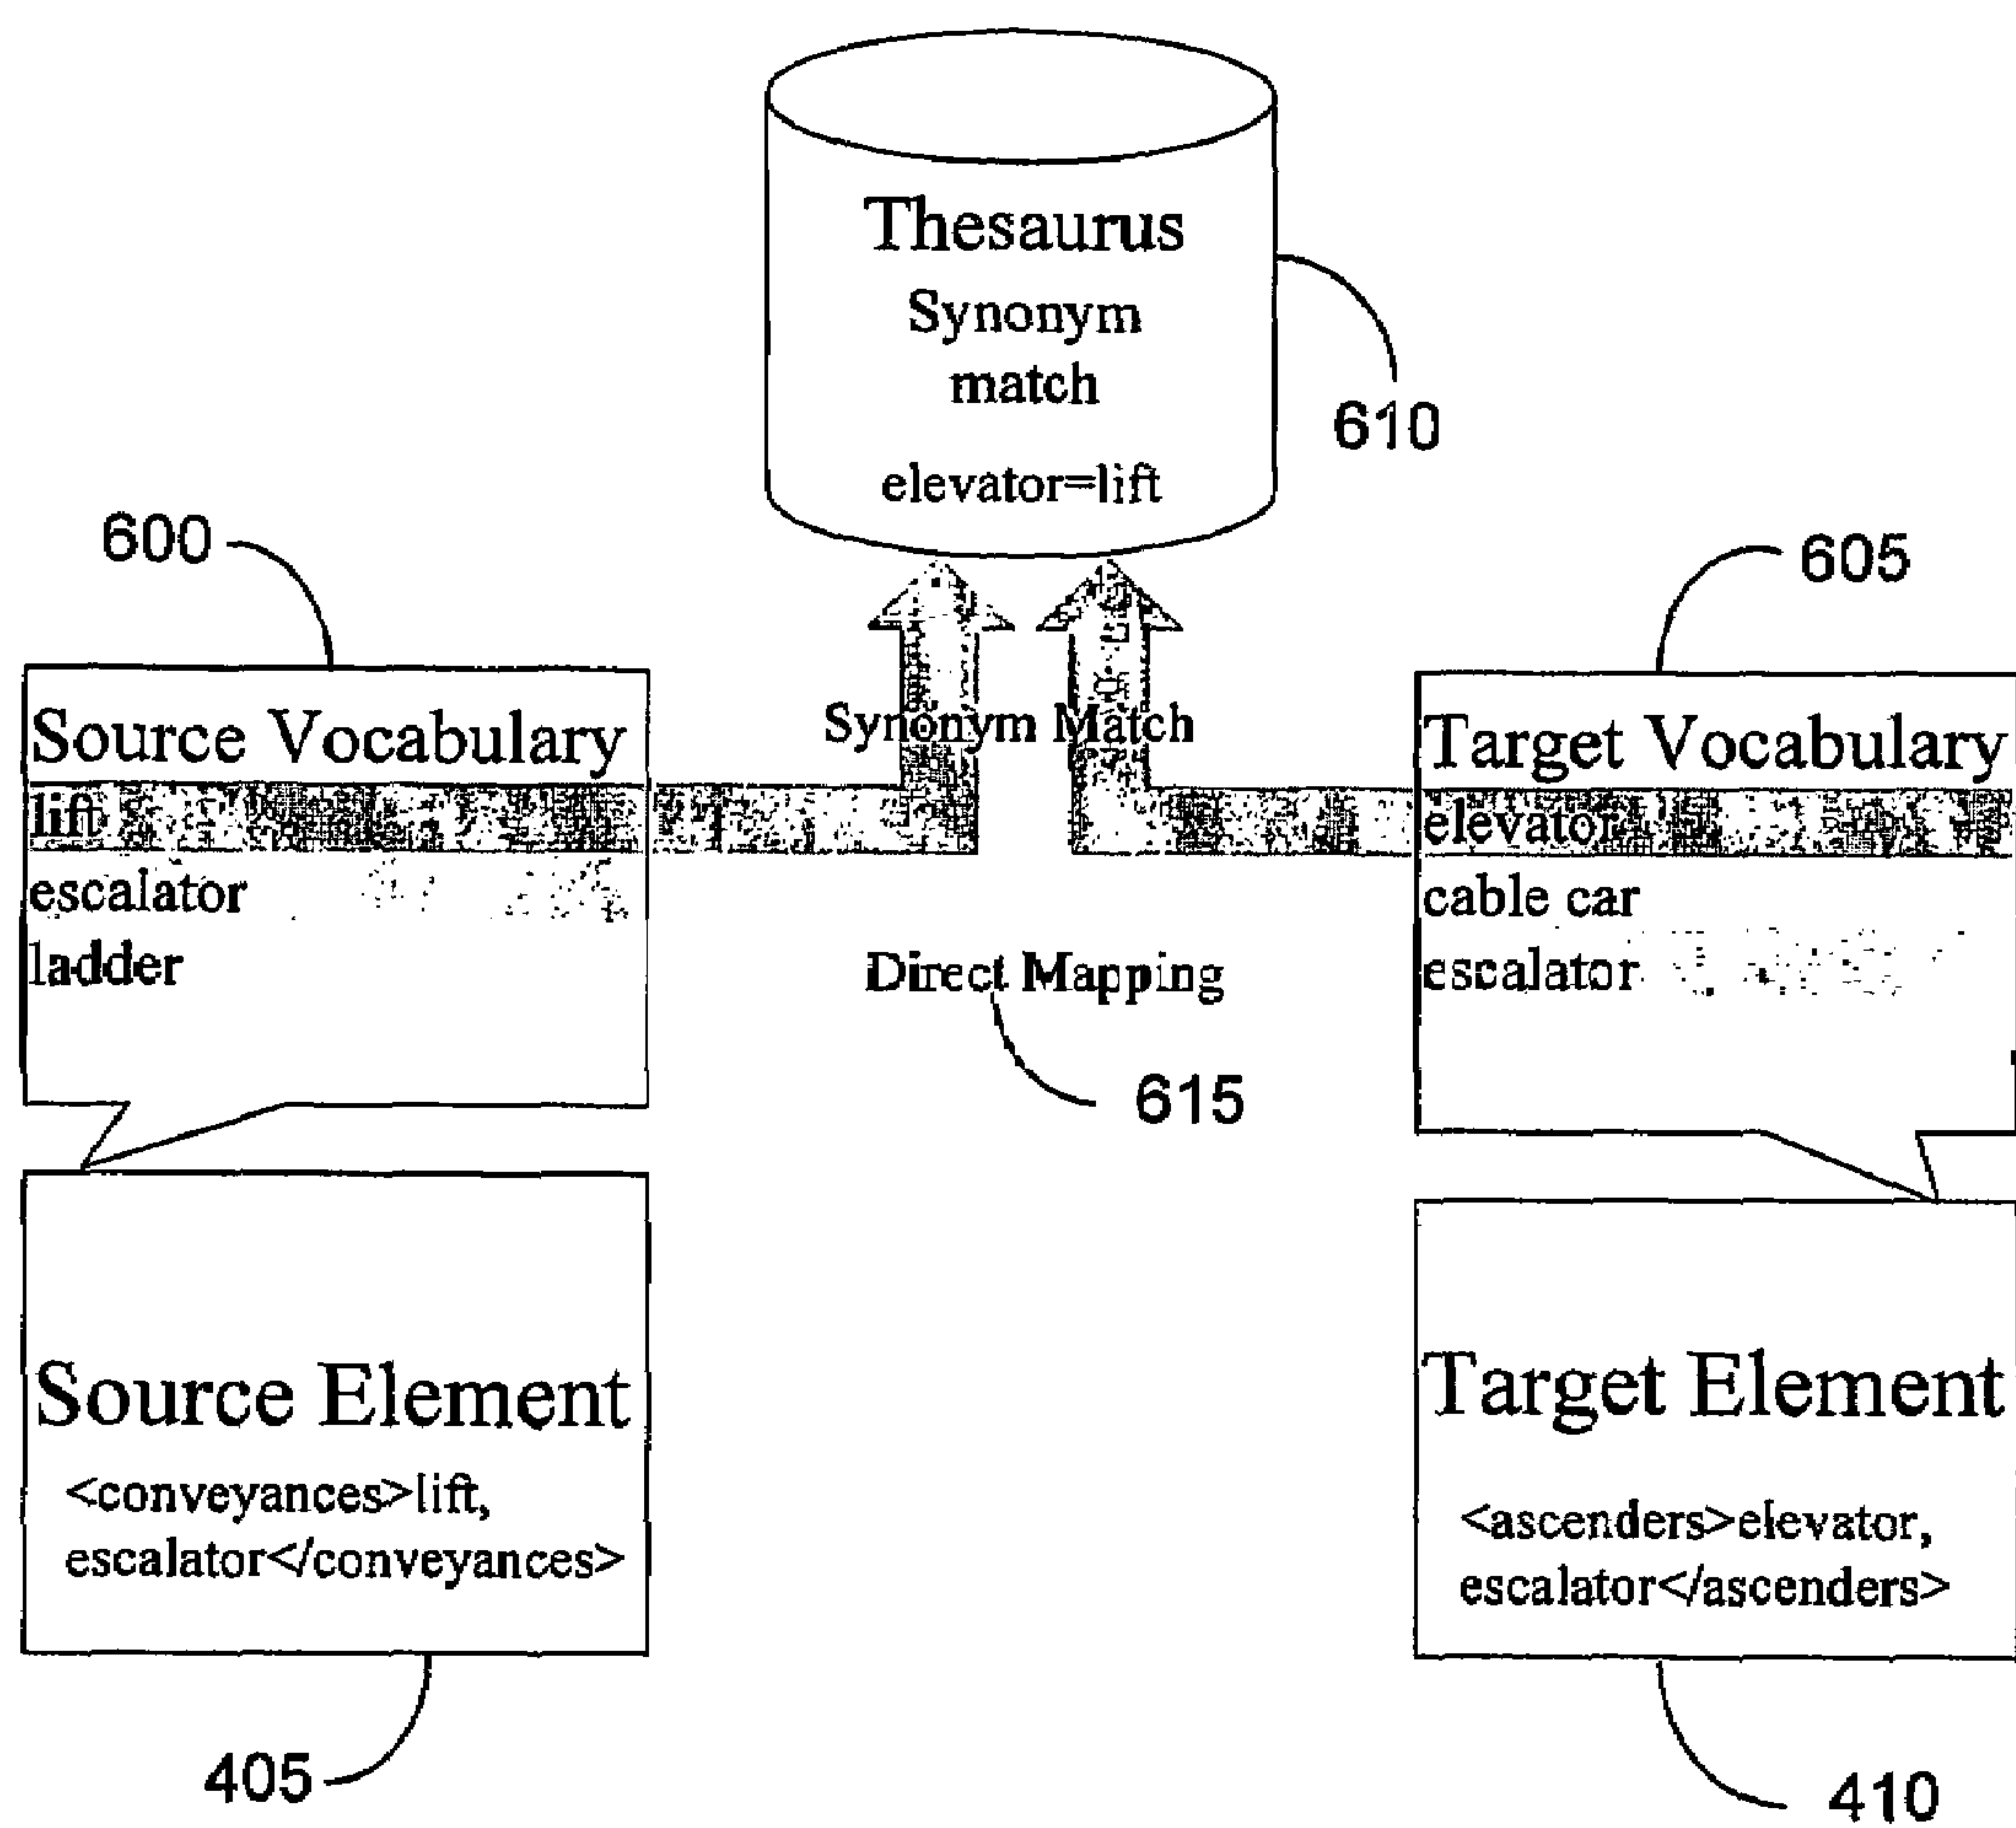 Thesaurus
Synonym
match
elevator=lift
610
600
605
Source Vocabulary
lift
escalator
ladder
Synonym Match
Target Vocabulary
elevator
cable car
escalator
Direct Mapping
615
Source Element
<conveyances>lift,
escalator</conveyances>
Target Element
<ascenders>elevator,
escalator</ascenders>
405
410